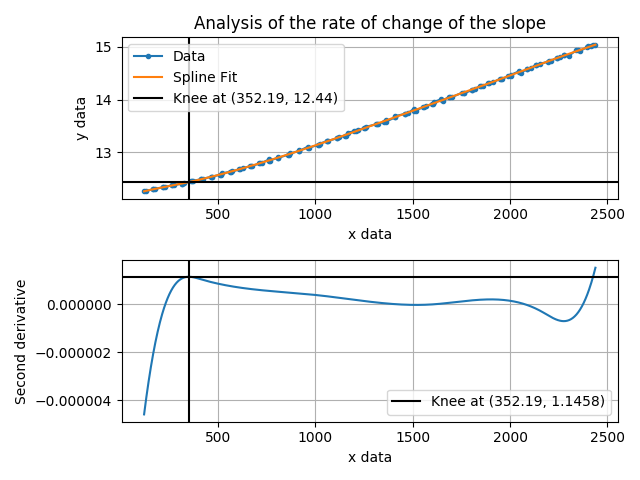 Analysis of the rate of change of the slope
15
14
13
y data
Data
Spline Fit
Knee at (352.19, 12.44)
500
1000
1500
2000
2500
x data
0.000000
−0.000002
−0.000004
Second derivative
Knee at (352.19, 1.1458)
500
1000
1500
2000
2500
x data